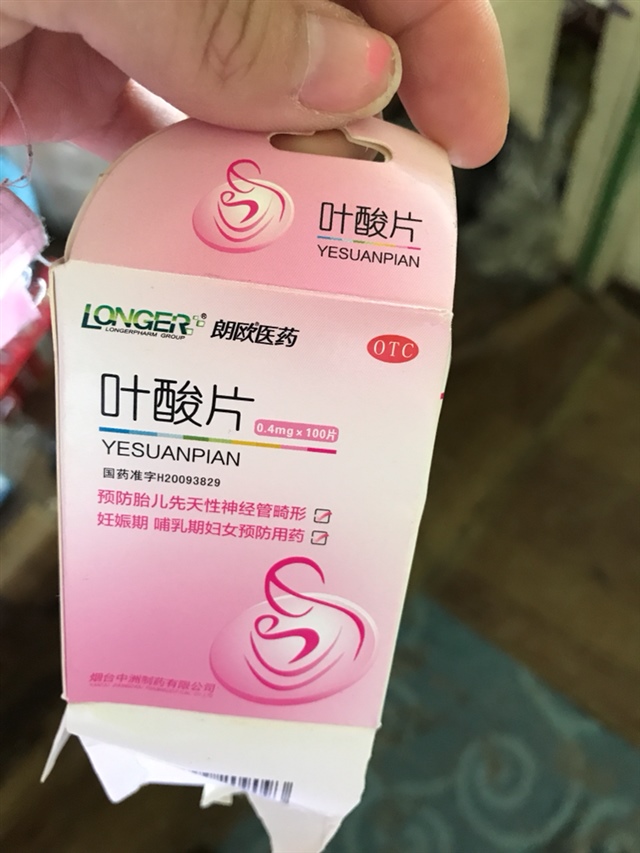 叶酸片
YESUANPIAN
LONGER®
LONGERPHARM GROUP
朗欧医药
OTC
叶酸片
0.4mg×100片
YESUANPIAN
国药准字H20093829
预防胎儿先天性神经管畸形
妊娠期 哺乳期妇女预防用药
烟台中洲制药有限公司